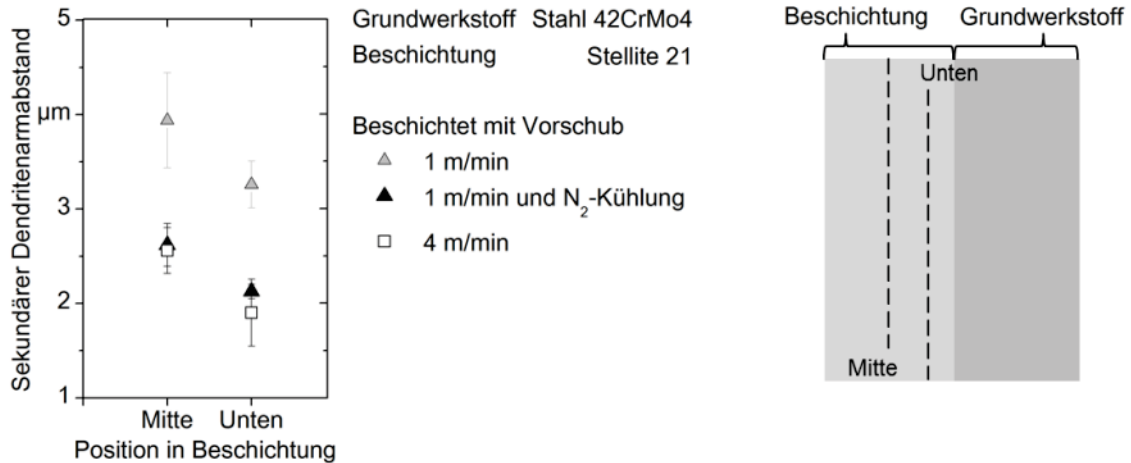 5
µm
3
2
1
Sekundärer Dendritenarmabstand
Mitte Unten
Position in Beschichtung
Grundwerkstoff Stahl 42CrMo4
Beschichtung Stellite 21
Beschichtet mit Vorschub
1 m/min
1 m/min und N₂-Kühlung
4 m/min
Beschichtung Grundwerkstoff
Unten
Mitte